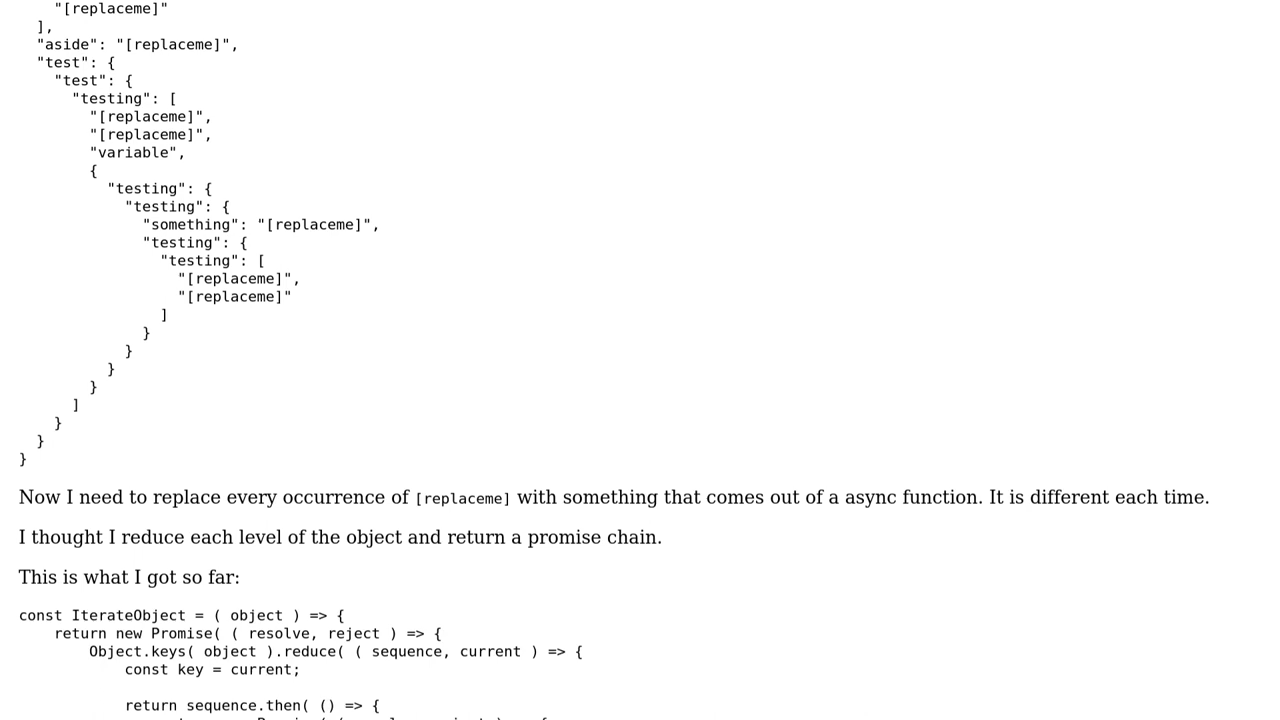 "[replaceme]"
  ],
  "aside": "[replaceme]",
  "test": {
    "test": {
      "testing": [
        "[replaceme]",
        "[replaceme]",
        "variable",
        {
          "testing": {
            "testing": {
              "something": "[replaceme]",
              "testing": {
                "testing": [
                  "[replaceme]",
                  "[replaceme]"
                ]
              }
            }
          }
        }
      ]
    }
  }
}
Now I need to replace every occurrence of [replaceme] with something that comes out of a async function. It is different each time.
I thought I reduce each level of the object and return a promise chain.
This is what I got so far:
const IterateObject = ( object ) => {
    return new Promise( ( resolve, reject ) => {
        Object.keys( object ).reduce( ( sequence, current ) => {
            const key = current;
            return sequence.then( () => {